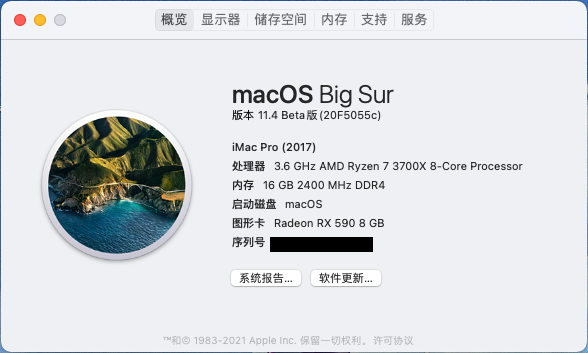 概览 显示器 储存空间 内存 支持 服务
macOS Big Sur
版本 11.4 Beta版 (20F5055c)
iMac Pro (2017)
处理器 3.6 GHz AMD Ryzen 7 3700X 8-Core Processor
内存 16 GB 2400 MHz DDR4
启动磁盘 macOS
图形卡 Radeon RX 590 8 GB
序列号
系统报告... 软件更新...
™和© 1983-2021 Apple Inc. 保留一切权利。许可协议